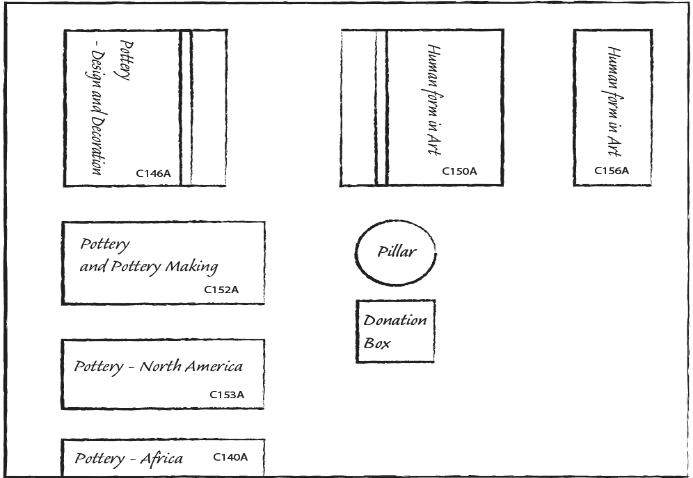 Pottery
- Design and Decoration
C146A
Human form in Art
C150A
Human form in Art
C156A
Pottery
and Pottery Making
C152A
Pillar
Donation
Box
Pottery - North America
C153A
Pottery - Africa C140A